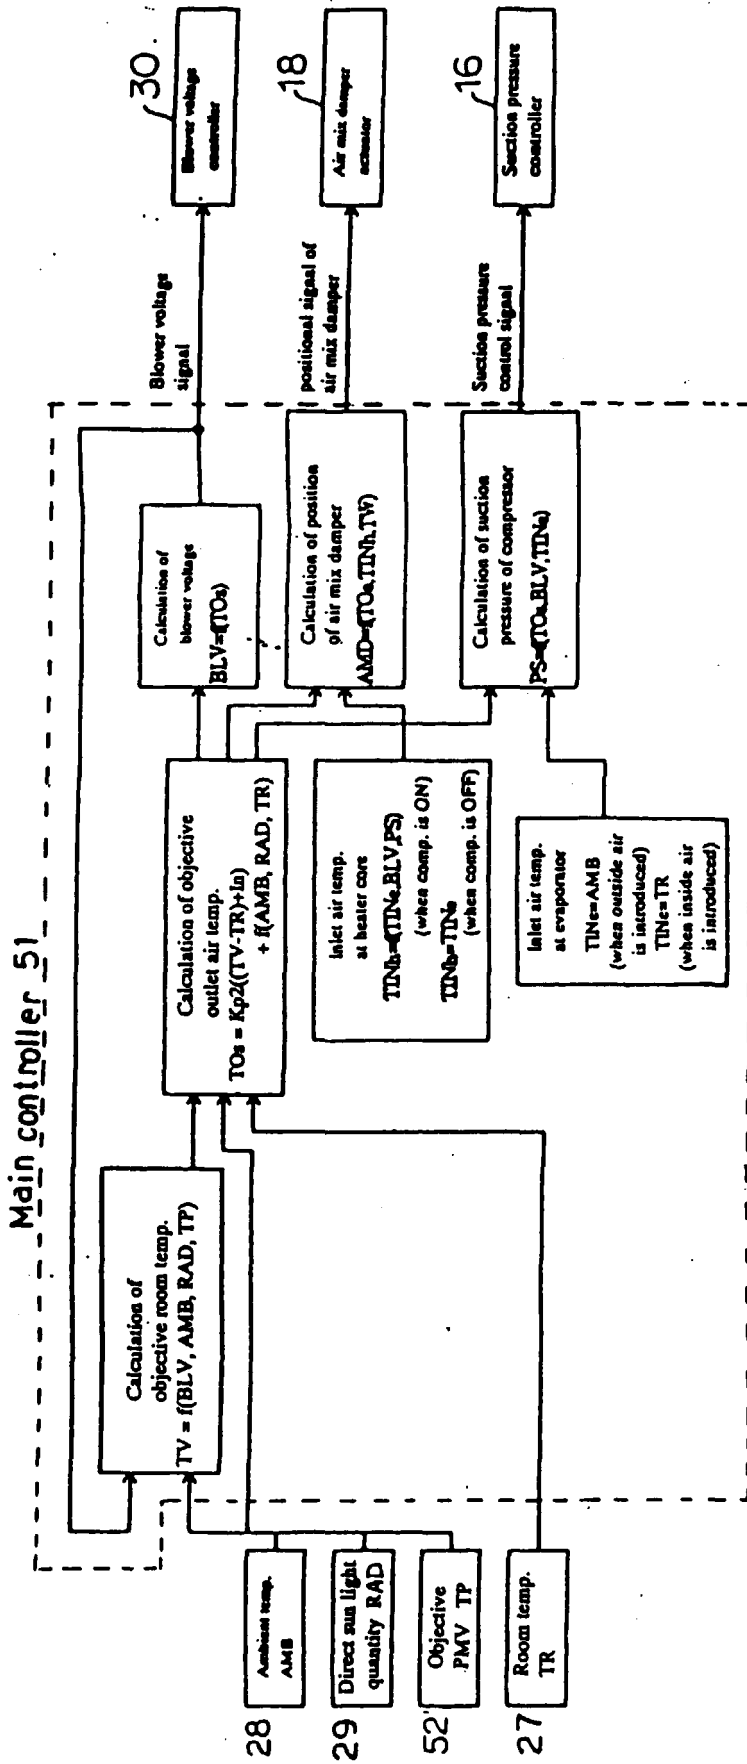 Main controller 51
28
Ambient temp.
AMB
29
Direct sun light
quantity RAD
52'
Objective
PMV TP
27
Room temp.
TR
Calculation of
objective room temp.
TV = f(BLV, AMB, RAD, TP)
Calculation of objective
outlet air temp.
TOs = Kp2((TV-TR)+In)
+ f(AMB, RAD, TR)
Inlet air temp.
at heater core
TINh=f(TINe,BLV,PS)
(when comp. is ON)
TINh=TINe
(when comp. is OFF)
Inlet air temp.
at evaporator
TINe=AMB
(when outside air
is introduced)
TINe=TR
(when inside air
is introduced)
Calculation of
blower voltage
BLV=f(TOs)
Calculation of position
of air mix damper
AMD=f(TOs,TINh,TW)
Calculation of suction
pressure of compressor
PS=f(TOs,BLV,TINe)
Blower voltage
signal
positional signal of
air mix damper
Suction pressure
control signal
30
Blower voltage
controller
18
Air mix damper
actuator
16
Suction pressure
controller